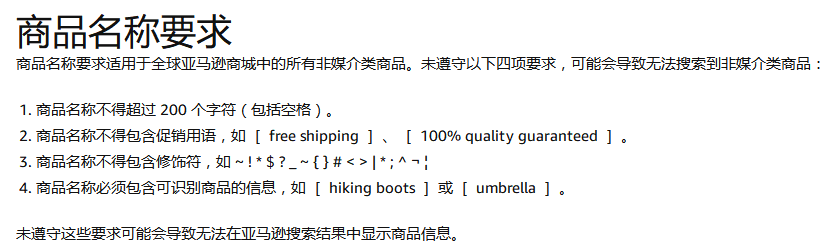 商品名称要求
商品名称要求适用于全球亚马逊商城中的所有非媒介类商品。未遵守以下四项要求，可能会导致无法搜索到非媒介类商品：
1. 商品名称不得超过 200 个字符（包括空格）。
2. 商品名称不得包含促销用语，如［ free shipping ］、［ 100% quality guaranteed ］。
3. 商品名称不得包含修饰符，如 ~ ! * $ ? _ ~ { } # < > | * ; ^ ¬ ¦
4. 商品名称必须包含可识别商品的信息，如［ hiking boots ］或［ umbrella ］。
未遵守这些要求可能会导致无法在亚马逊搜索结果中显示商品信息。